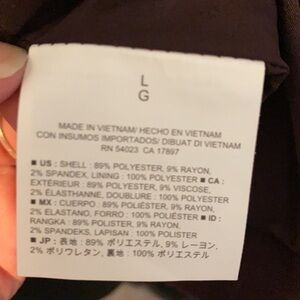 L
G
MADE IN VIETNAM/ HECHO EN VIETNAM
CON INSUMOS IMPORTADOS/ DIBUAT DI VIETNAM
RN 54023 CA 17897
■ US : SHELL : 89% POLYESTER, 9% RAYON,
2% SPANDEX, LINING : 100% POLYESTER ■ CA :
EXTÉRIEUR : 89% POLYESTER, 9% VISCOSE,
2% ÉLASTHANNE, DOUBLURE : 100% POLYESTER
■ MX : CUERPO : 89% POLIÉSTER, 9% RAYON,
2% ELASTANO, FORRO : 100% POLIÉSTER ■ ID :
RANGKA : 89% POLISTER, 9% RAYON,
2% SPANDEKS, LAPISAN : 100% POLISTER
■ JP : 表地 : 89% ポリエステル, 9% レーヨン,
2% ポリウレタン, 裏地 : 100% ポリエステル